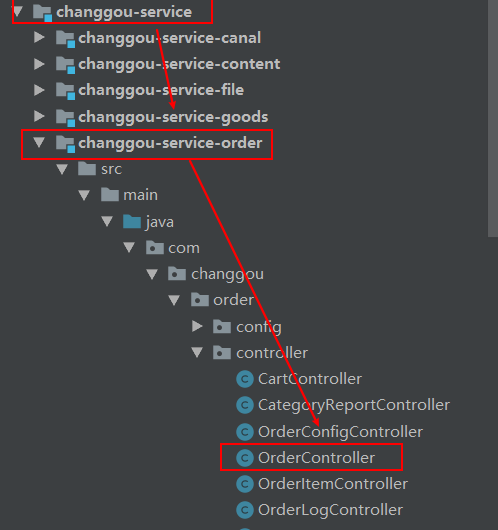 changgou-service
changgou-service-canal
changgou-service-content
changgou-service-file
changgou-service-goods
changgou-service-order
src
main
java
com
changgou
order
config
controller
CartController
CategoryReportController
OrderConfigController
OrderController
OrderItemController
OrderLogController